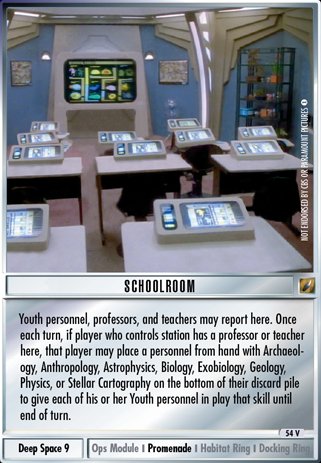 NOT ENDORSED BY CBS OR PARAMOUNT PICTURES
SCHOOLROOM
Youth personnel, professors, and teachers may report here. Once
each turn, if player who controls station has a professor or teacher
here, that player may place a personnel from hand with Archaeol-
ogy, Anthropology, Astrophysics, Biology, Exobiology, Geology,
Physics, or Stellar Cartography on the bottom of their discard pile
to give each of his or her Youth personnel in play that skill until
end of turn.
54 V
Deep Space 9
Ops Module I Promenade I Habitat Ring I Docking Ring